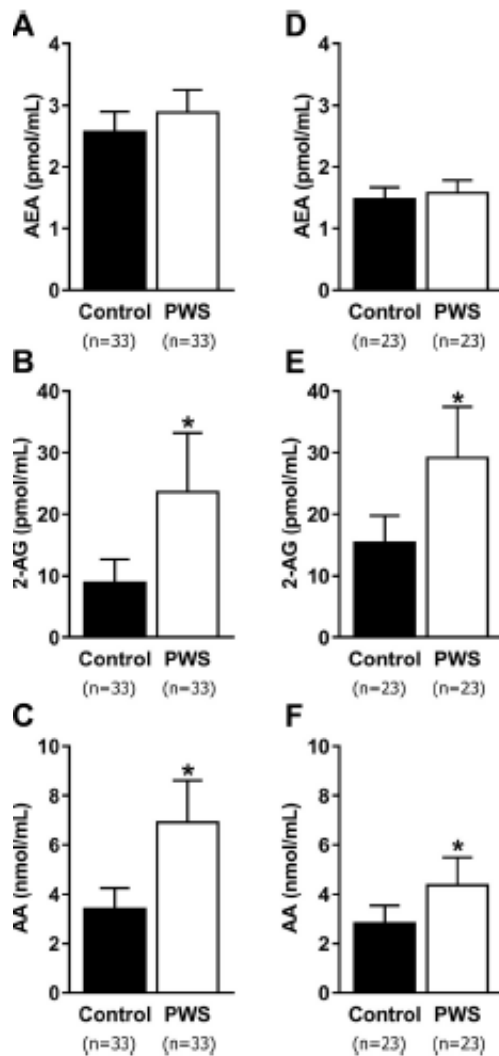 A
AEA (pmol/mL)
4
3
2
1
0
Control PWS
(n=33) (n=33)
B
2-AG (pmol/mL)
40
30
20
10
0
*
Control PWS
(n=33) (n=33)
C
AA (nmol/mL)
10
8
6
4
2
0
*
Control PWS
(n=33) (n=33)
D
AEA (pmol/mL)
4
3
2
1
0
Control PWS
(n=23) (n=23)
E
2-AG (pmol/mL)
40
30
20
10
0
*
Control PWS
(n=23) (n=23)
F
AA (nmol/mL)
10
8
6
4
2
0
*
Control PWS
(n=23) (n=23)